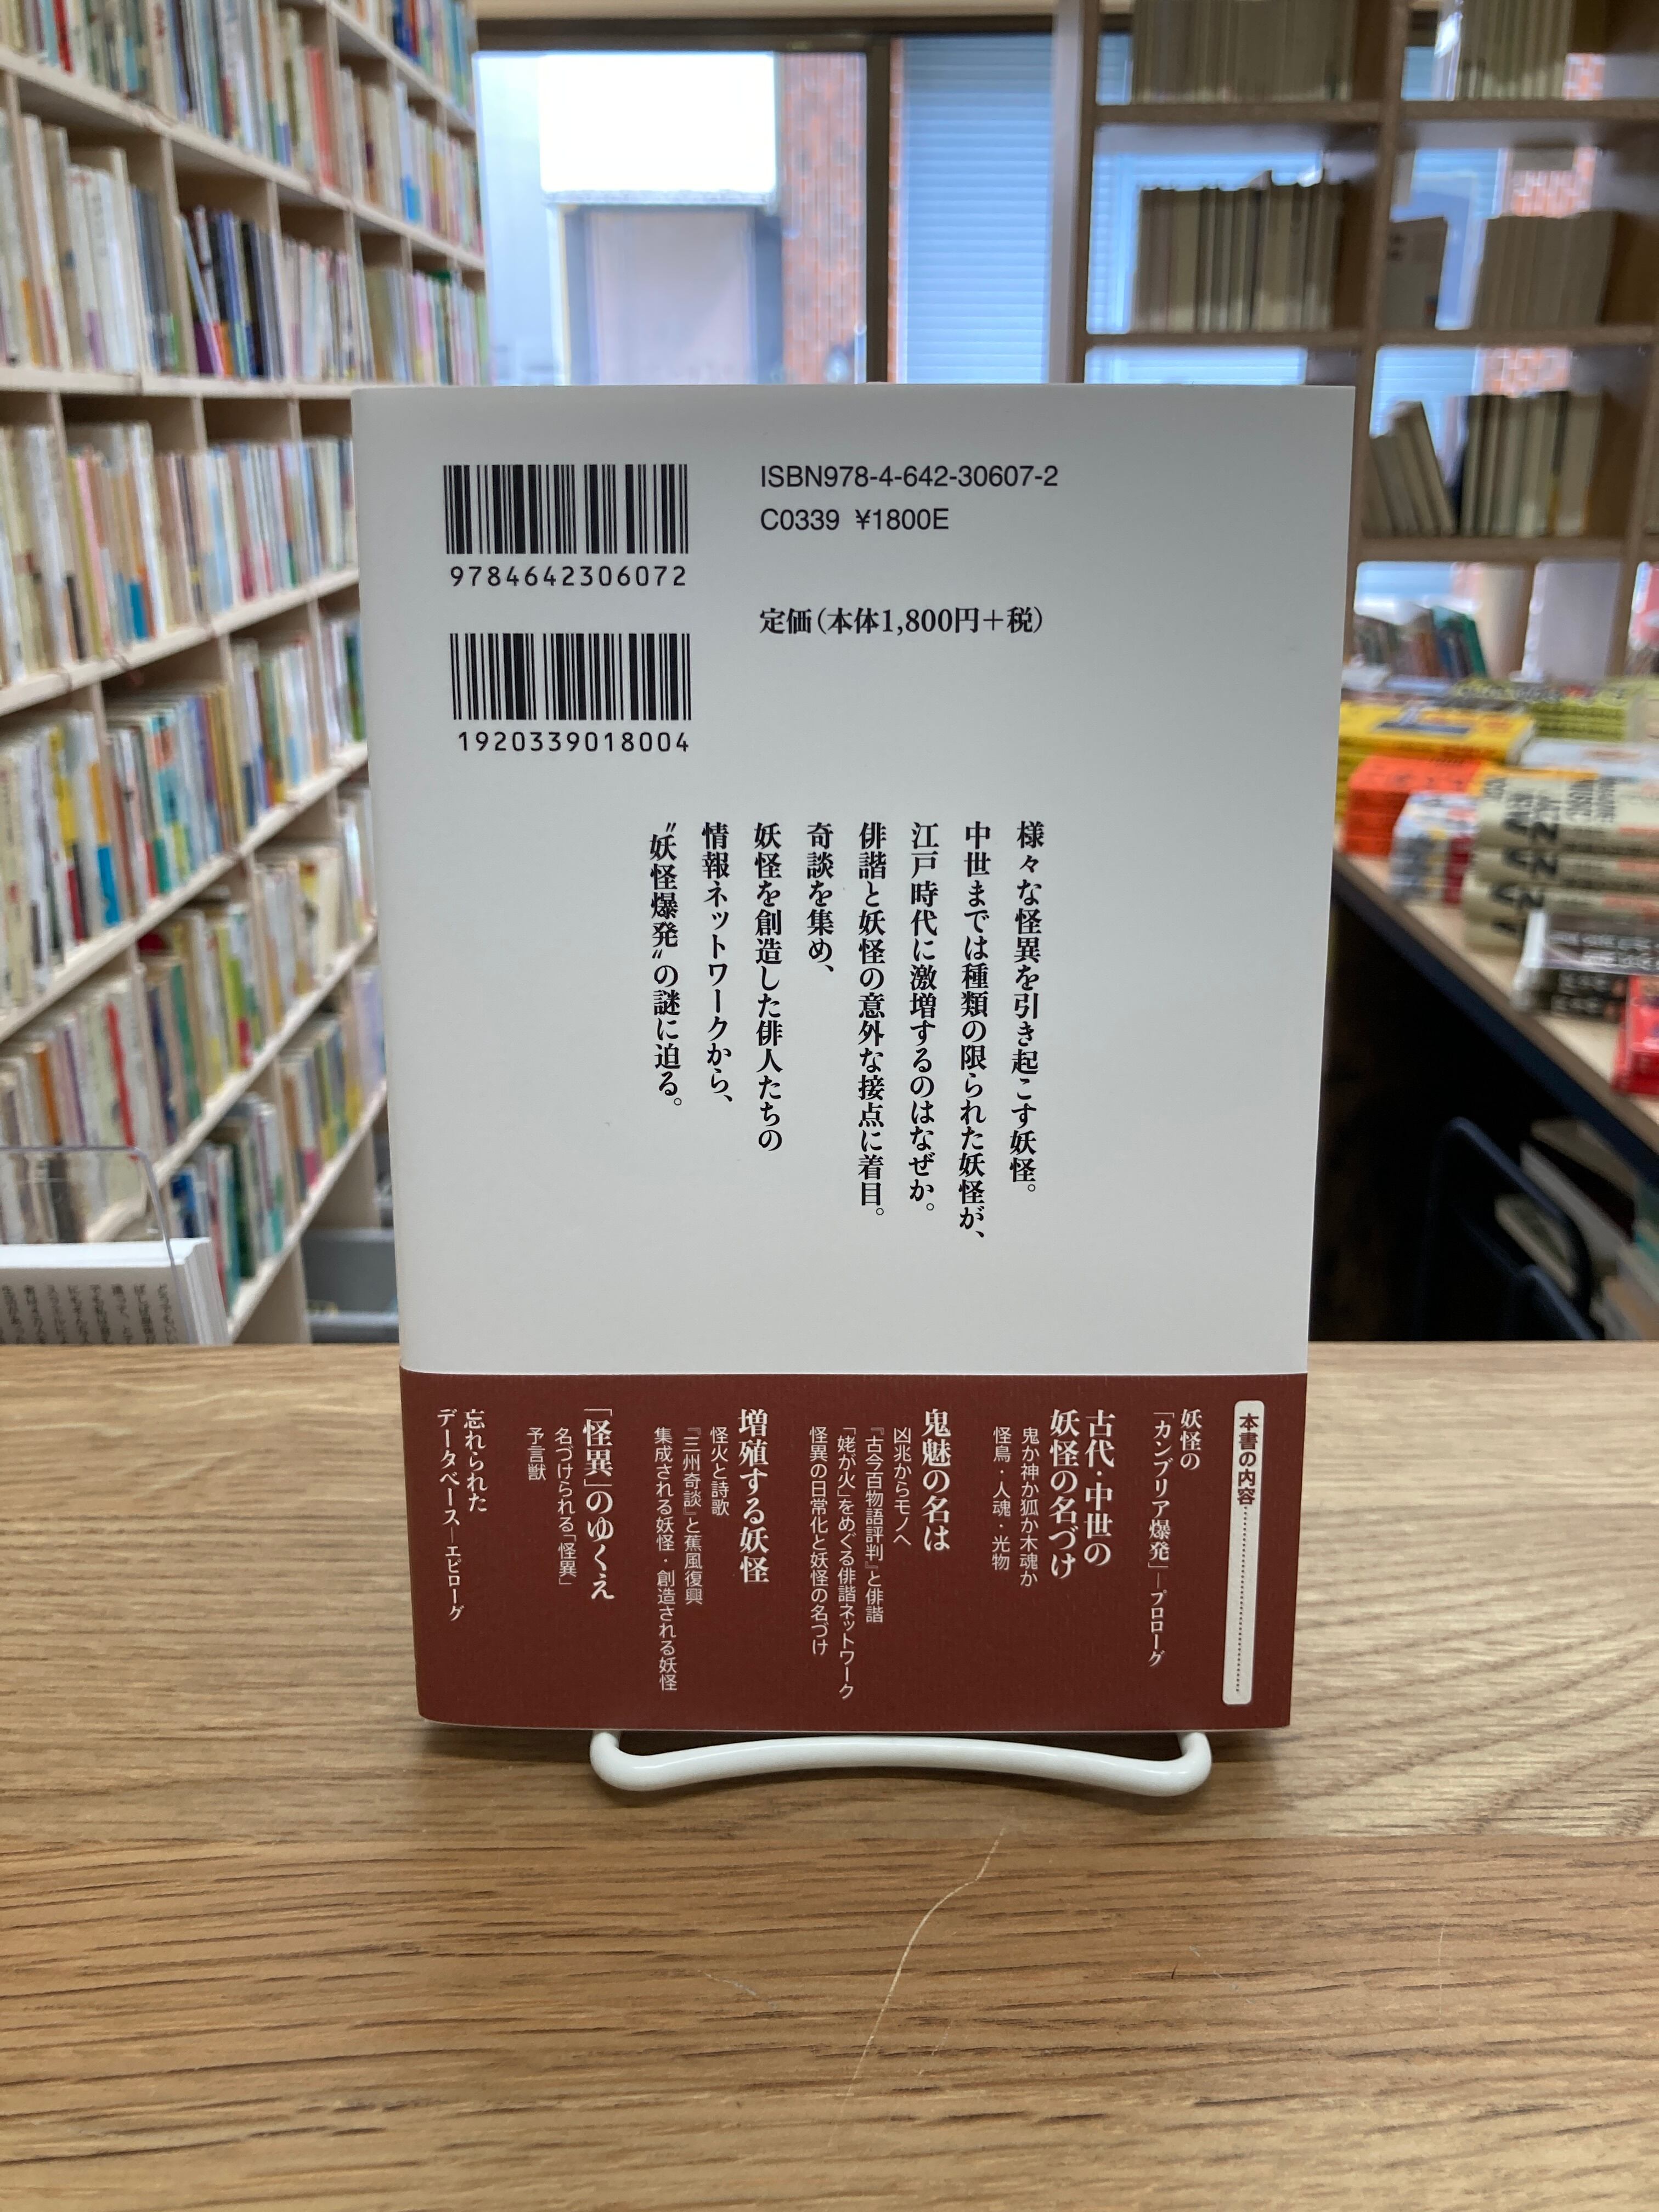 ISBN978-4-642-30607-2
C0339 ¥1800E
9784642306072
定価(本体1,800円+税)
1920339018004
様々な怪異を引き起こす妖怪。
中世までは種類の限られた妖怪が、
江戸時代に激増するのはなぜか。
俳諧と妖怪の意外な接点に着目。
奇談を集め、
妖怪を創造した俳人たちの
情報ネットワークから、
〝妖怪爆発〟の謎に迫る。
本書の内容
妖怪の
「カンブリア爆発」―プロローグ
古代・中世の
妖怪の名づけ
鬼か神か狐か木魂か
怪鳥・人魂・光物
鬼魅の名は
凶兆からモノへ
『古今百物語評判』と俳諧
「姥が火」をめぐる俳諧ネットワーク
怪異の日常化と妖怪の名づけ
増殖する妖怪
怪火と詩歌
『三州奇談』と蕉風復興
集成される妖怪・創造される妖怪
「怪異」のゆくえ
名づけられる「怪異」
予言獣
忘れられた
データベース―エピローグ